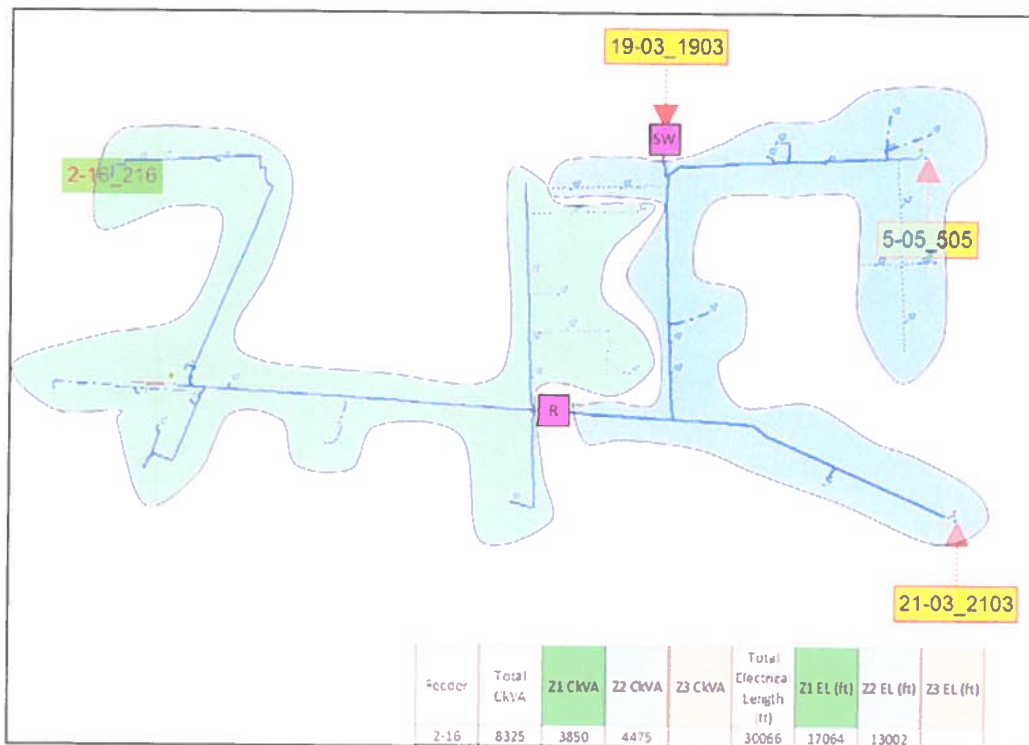 19-03_1903
SW
2-16_216
5-05_505
R
21-03_2103
Feeder Total CkVA Z1 CkVA Z2 CkVA Z3 CkVA Total Electrical Length (ft) Z1 EL (ft) Z2 EL (ft) Z3 EL (ft)
2-16 8325 3850 4475 30066 17064 13002